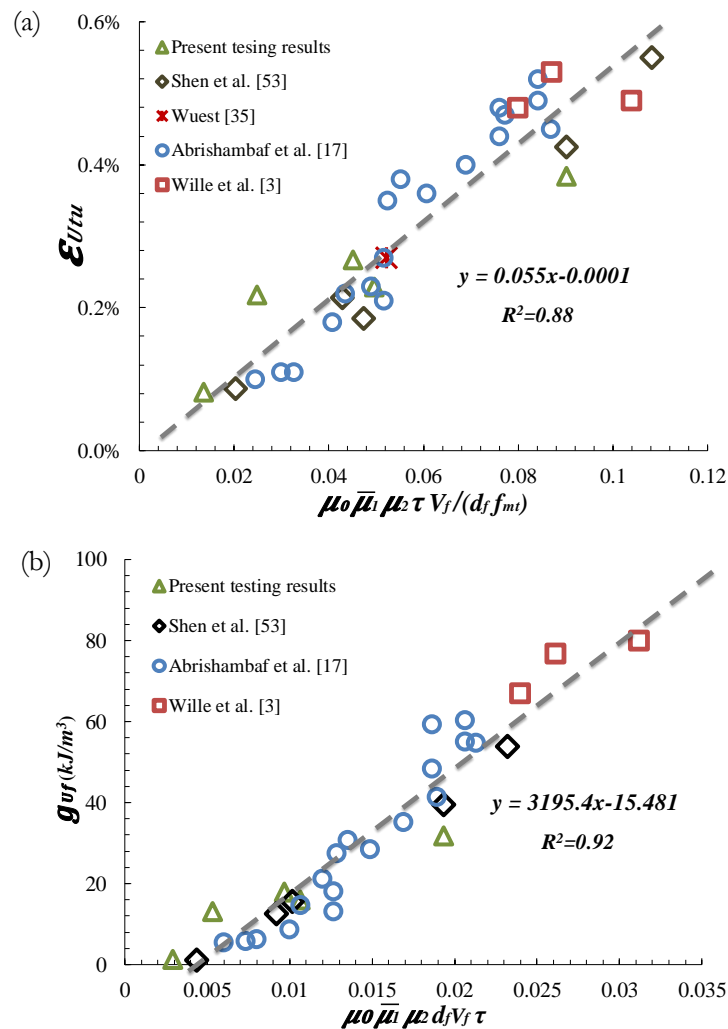 (a)
0.6%
0.4%
0.2%
0.0%
εUtu
Present tesing results
Shen et al. [53]
Wuest [35]
Abrishambaf et al. [17]
Wille et al. [3]
y = 0.055x-0.0001
R²=0.88
0 0.02 0.04 0.06 0.08 0.1 0.12
μ0 μ̅1 μ2 τ Vf /(df fmt)
(b)
100
80
60
40
20
0
gUf (kJ/m³)
Present testing results
Shen et al. [53]
Abrishambaf et al. [17]
Wille et al. [3]
y = 3195.4x-15.481
R²=0.92
0 0.005 0.01 0.015 0.02 0.025 0.03 0.035
μ0 μ̅1 μ2 df Vf τ